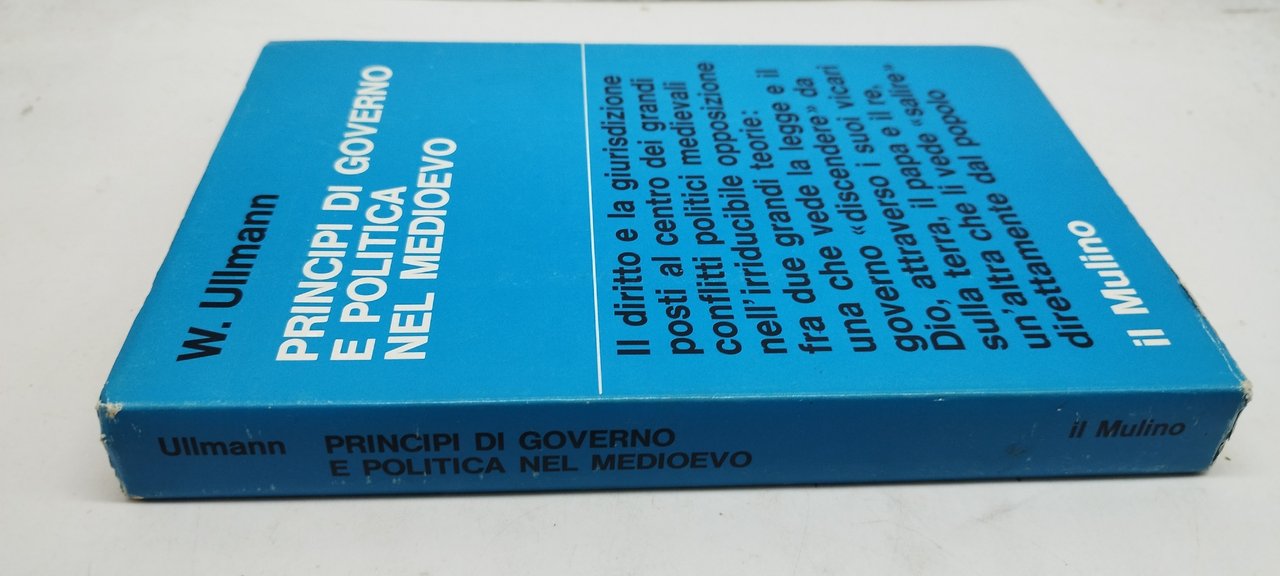 W. Ullmann
PRINCIPI DI GOVERNO
E POLITICA
NEL MEDIOEVO
Il diritto e la giurisdizione
posti al centro dei grandi
conflitti politici medievali
nell'irriducibile opposizione
fra due grandi teorie:
una che vede la legge e il
governo «discendere» da
Dio, attraverso i suoi vicari
sulla terra, il papa e il re,
un'altra che li vede «salire»
direttamente dal popolo
il Mulino
Ullmann
PRINCIPI DI GOVERNO
E POLITICA NEL MEDIOEVO
il Mulino